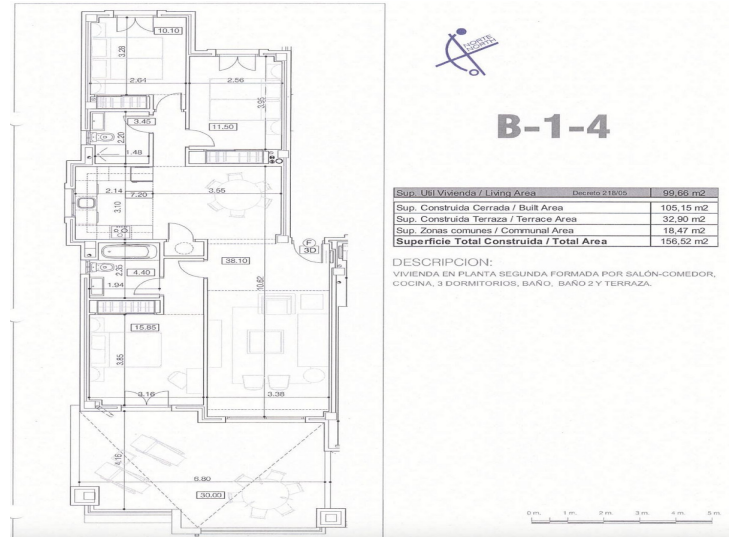 10.10
3.28
2.64
2.56
3.95
3.45
2.20
11.50
1.48
2.14
7.20
3.55
3.10
F
3D
38.10
2.25
4.40
1.94
10.62
15.85
3.85
3.16
3.38
4.16
6.80
30.00
NORTE
NORTH
B-1-4
Sup. Util Vivienda / Living Area Decreto 218/05 99,66 m2
Sup. Construida Cerrada / Built Area 105,15 m2
Sup. Construida Terraza / Terrace Area 32,90 m2
Sup. Zonas comunes / Communal Area 18,47 m2
Superficie Total Construida / Total Area 156,52 m2
DESCRIPCION:
VIVIENDA EN PLANTA SEGUNDA FORMADA POR SALÓN-COMEDOR,
COCINA, 3 DORMITORIOS, BAÑO, BAÑO 2 Y TERRAZA.
0 m. 1 m. 2 m. 3 m. 4 m. 5 m.